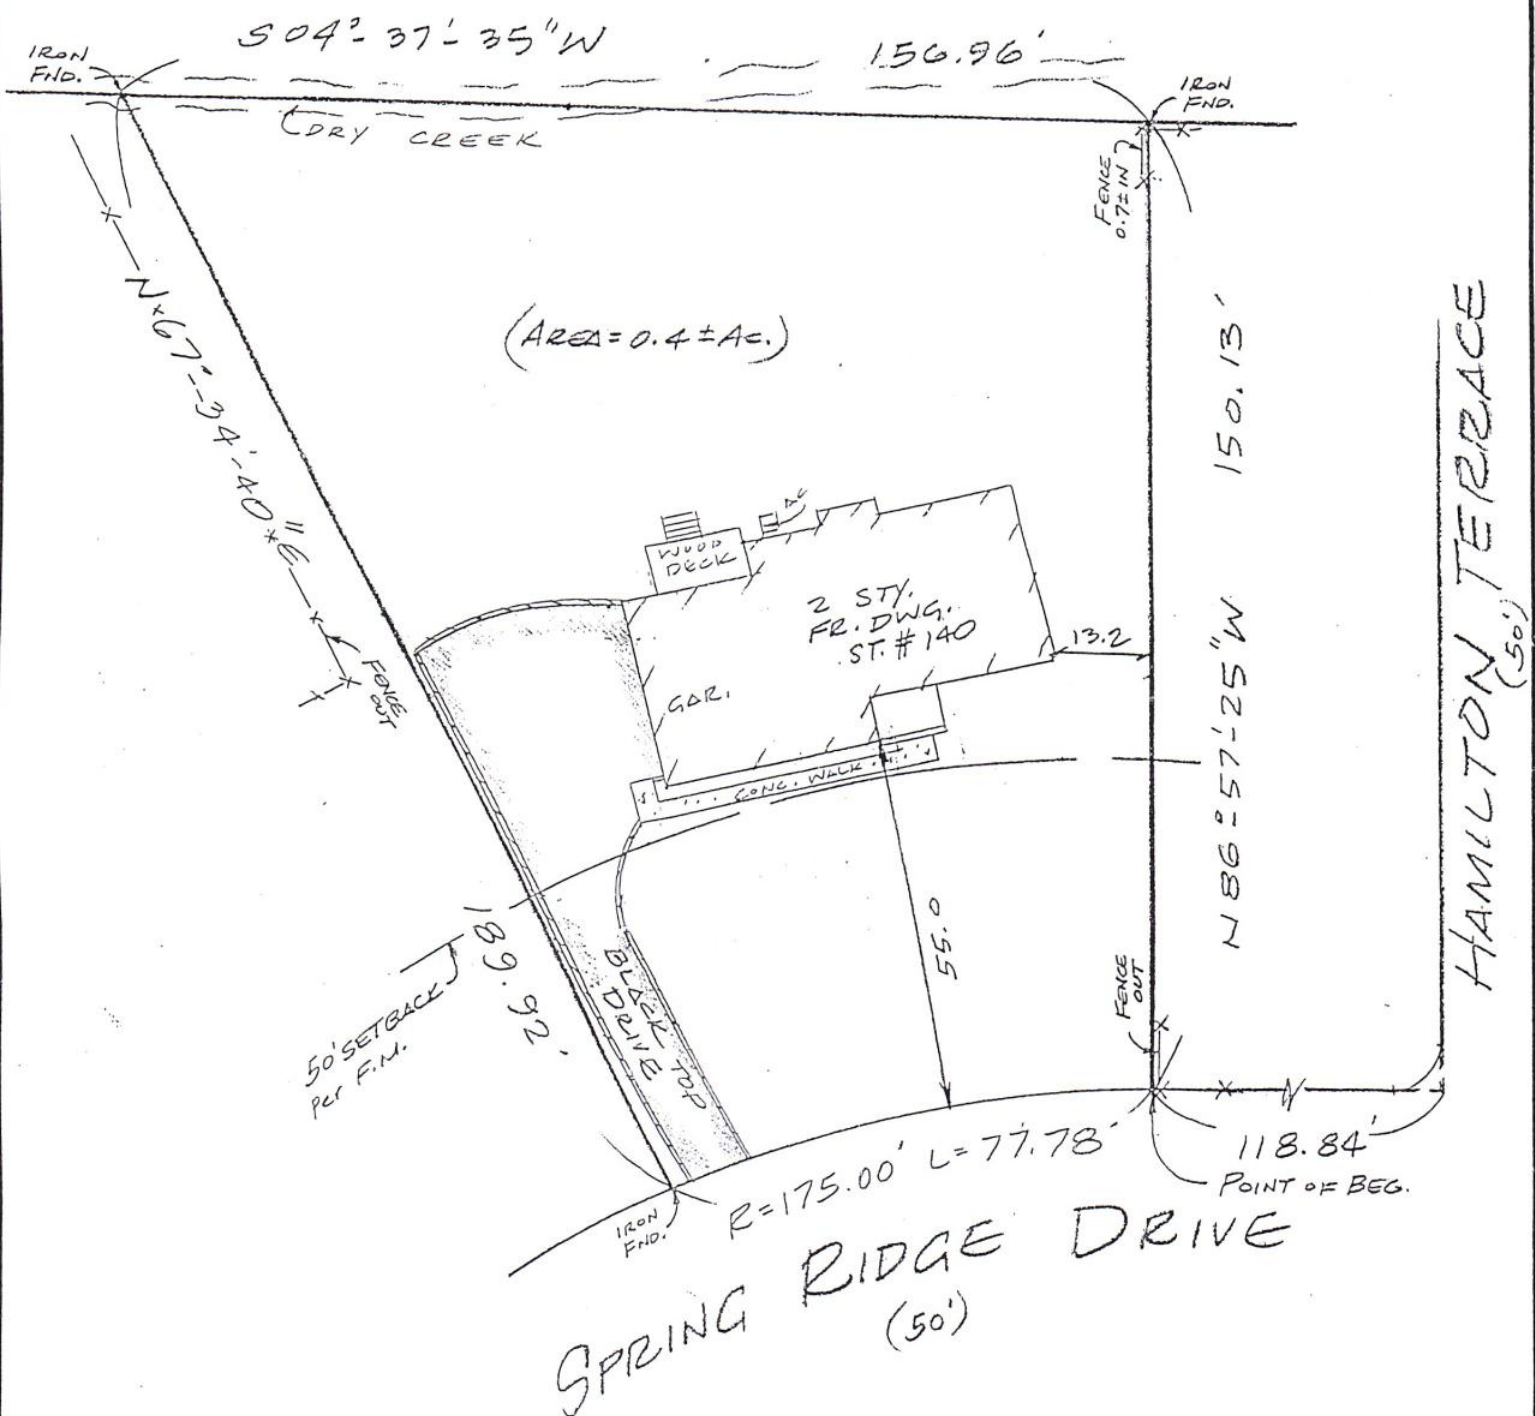 S04°-37'-35"W
156.96'
IRON
FND.
IRON
FND.
DRY CREEK
FENCE
0.7±IN
N67°-34'-40"E
189.92'
(AREA=0.4±AC.)
150.13'
N86°-57'-25"W
HAMILTON TERRACE
(50')
AC
WOOD
DECK
2 STY.
FR. DWG.
ST. #140
13.2
GAR.
FENCE
OUT
CONC. WALK
55.0
50' SETBACK
per F.M.
BLACK TOP
DRIVE
FENCE
OUT
118.84'
POINT OF BEG.
R=175.00' L=77.78'
IRON
FND.
SPRING RIDGE DRIVE
(50')